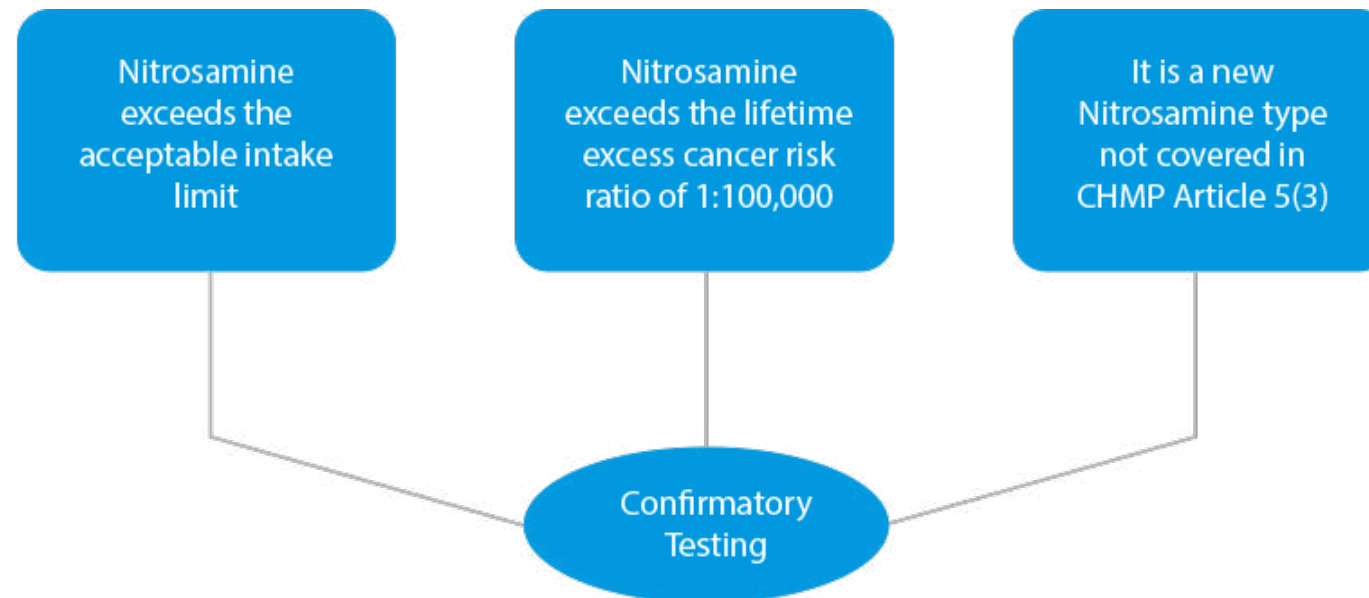 Nitrosamine
exceeds the
acceptable intake
limit
Nitrosamine
exceeds the lifetime
excess cancer risk
ratio of 1:100,000
It is a new
Nitrosamine type
not covered in
CHMP Article 5(3)
Confirmatory
Testing